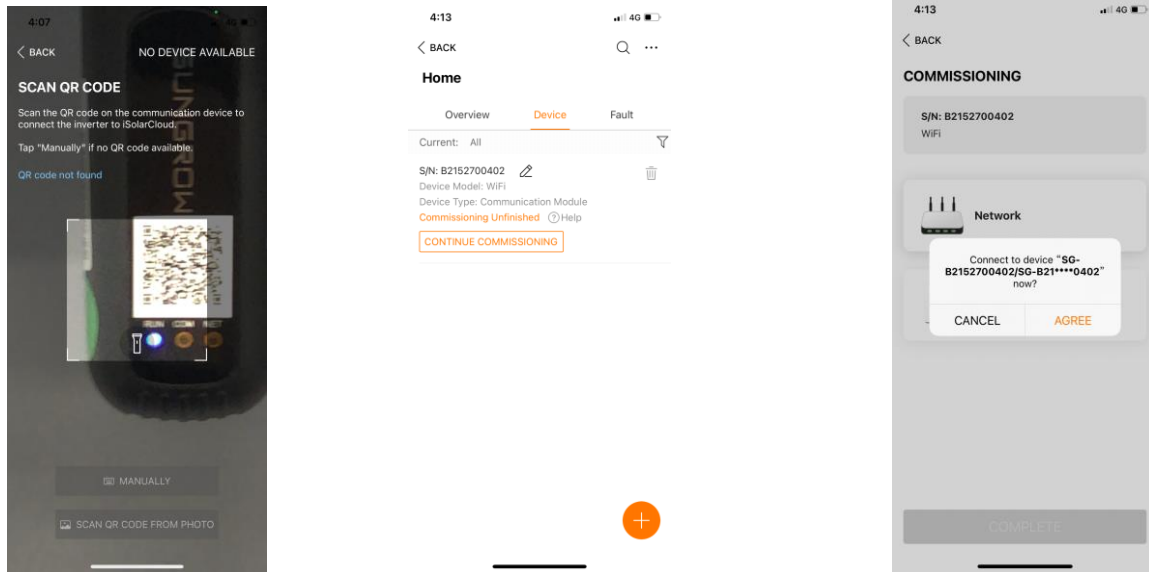 4:07
< BACK
NO DEVICE AVAILABLE
SCAN QR CODE
Scan the QR code on the communication device to
connect the inverter to iSolarCloud.
Tap "Manually" if no QR code available.
QR code not found
SUNGROW
MANUALLY
SCAN QR CODE FROM PHOTO
4:13
4G
< BACK
Home
Overview
Device
Fault
Current: All
S/N: B2152700402
Device Model: WiFi
Device Type: Communication Module
Commissioning Unfinished
? Help
CONTINUE COMMISSIONING
4:13
4G
< BACK
COMMISSIONING
S/N: B2152700402
WiFi
Network
Connect to device "SG-
B2152700402/SG-B21****0402"
now?
CANCEL
AGREE
COMPLETE